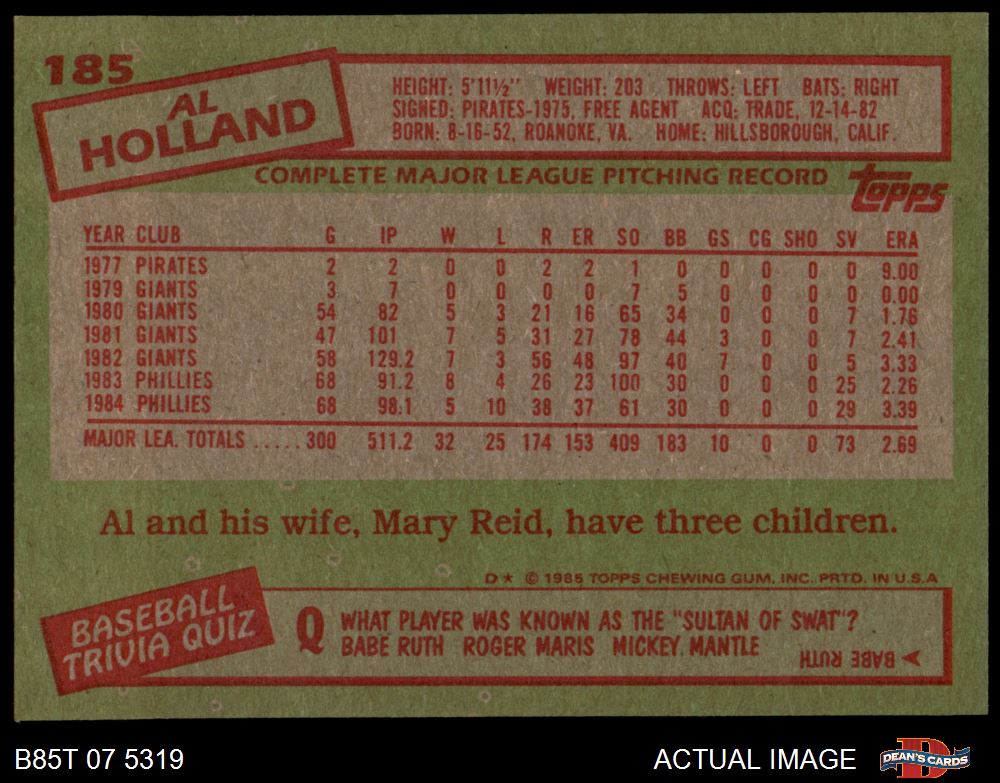 185
AL
HOLLAND
HEIGHT: 5'11½" WEIGHT: 203 THROWS: LEFT BATS: RIGHT
SIGNED: PIRATES-1975, FREE AGENT ACQ: TRADE, 12-14-82
BORN: 8-16-52, ROANOKE, VA. HOME: HILLSBOROUGH, CALIF.
COMPLETE MAJOR LEAGUE PITCHING RECORD
topps
YEAR CLUB G IP W L R ER SO BB GS CG SHO SV ERA
1977 PIRATES 2 2 0 0 2 2 1 0 0 0 0 0 9.00
1979 GIANTS 3 7 0 0 0 0 7 5 0 0 0 0 0.00
1980 GIANTS 54 82 5 3 21 16 65 34 0 0 0 7 1.76
1981 GIANTS 47 101 7 5 31 27 78 44 3 0 0 7 2.41
1982 GIANTS 58 129.2 7 3 56 48 97 40 7 0 0 5 3.33
1983 PHILLIES 68 91.2 8 4 26 23 100 30 0 0 0 25 2.26
1984 PHILLIES 68 98.1 5 10 38 37 61 30 0 0 0 29 3.39
MAJOR LEA. TOTALS ..... 300 511.2 32 25 174 153 409 183 10 0 0 73 2.69
Al and his wife, Mary Reid, have three children.
D★ © 1985 TOPPS CHEWING GUM, INC. PRTD. IN U.S.A
BASEBALL
TRIVIA QUIZ
Q WHAT PLAYER WAS KNOWN AS THE "SULTAN OF SWAT"?
BABE RUTH ROGER MARIS MICKEY MANTLE
BABE RUTH
B85T 07 5319
ACTUAL IMAGE
D
DEAN'S CARDS